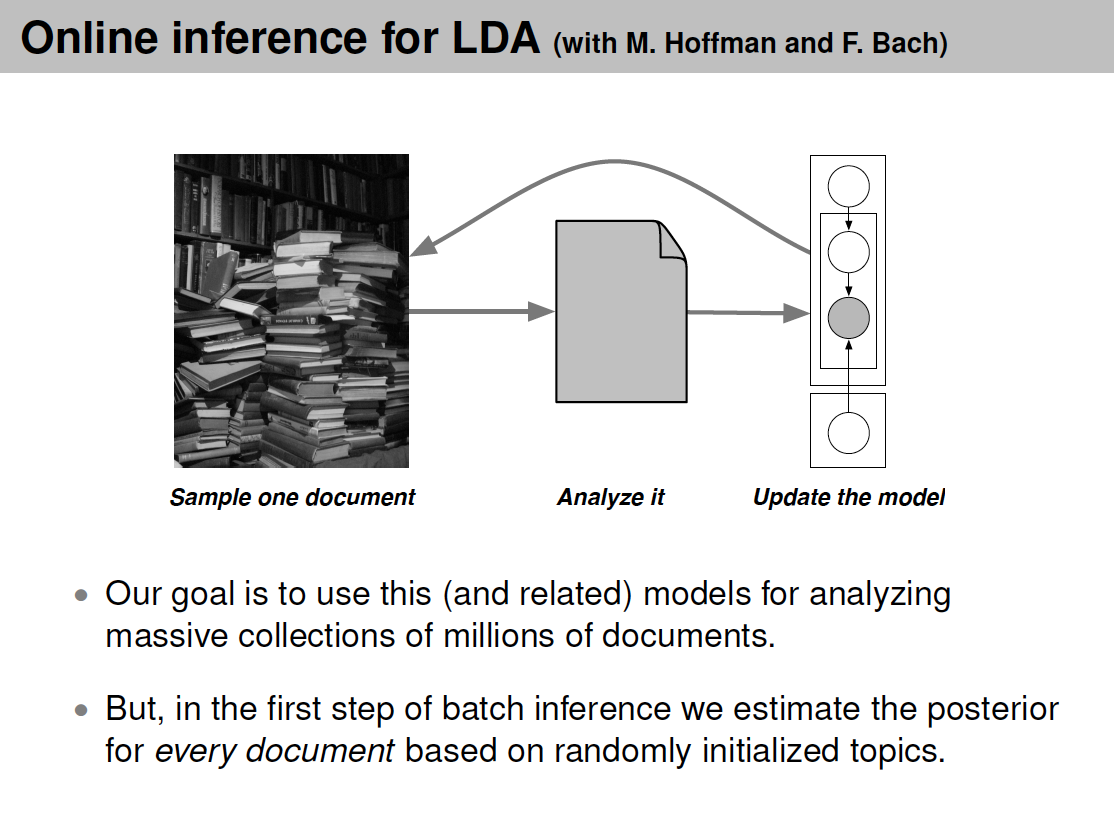 Online inference for LDA (with M. Hoffman and F. Bach)
Sample one document
Analyze it
Update the model
• Our goal is to use this (and related) models for analyzing
massive collections of millions of documents.
• But, in the first step of batch inference we estimate the posterior
for every document based on randomly initialized topics.